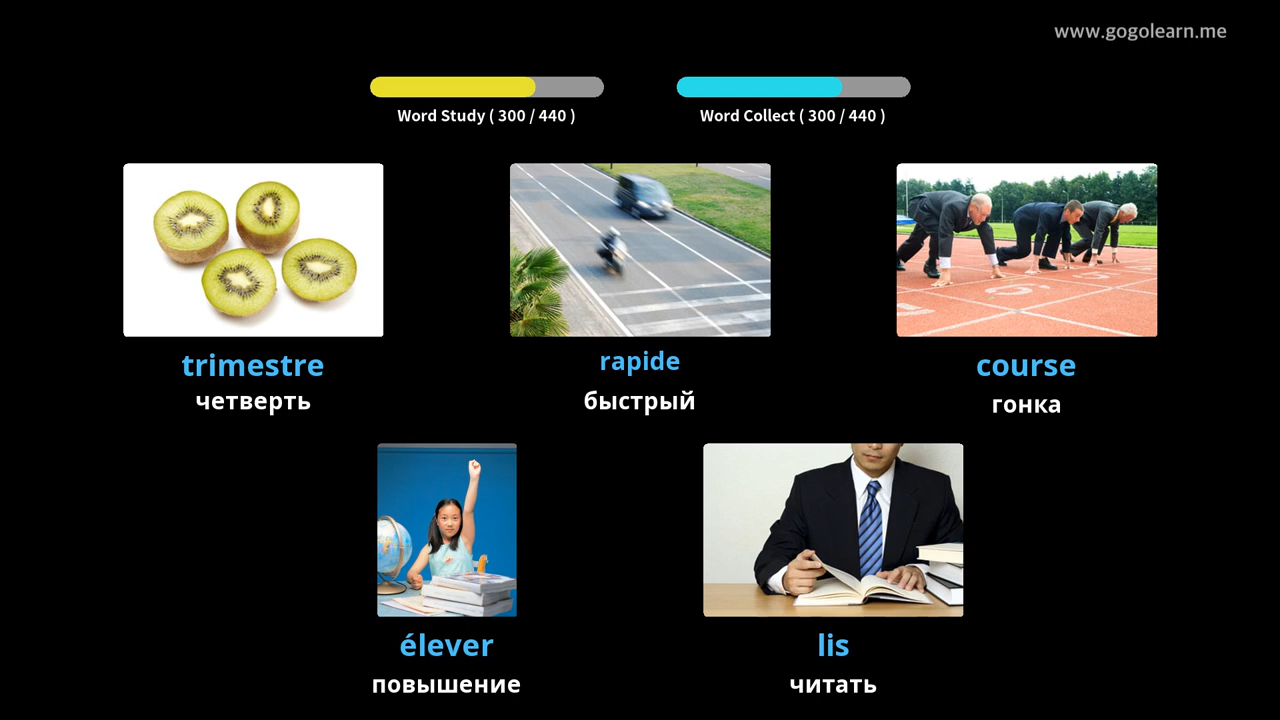 www.gogolearn.me
Word Study ( 300 / 440 )
Word Collect ( 300 / 440 )
trimestre
четверть
rapide
быстрый
course
гонка
élever
повышение
lis
читать